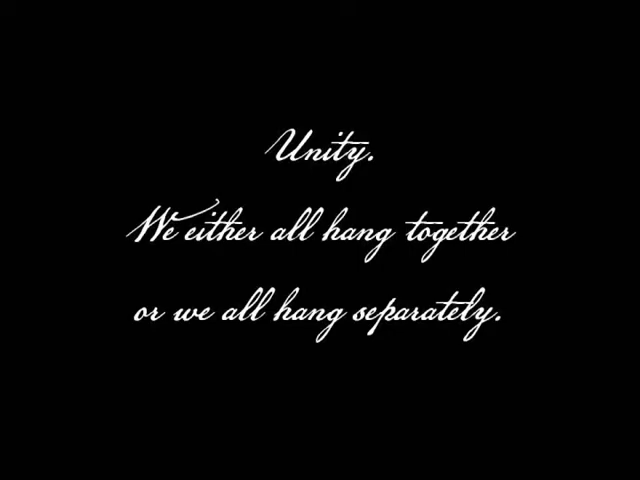 Unity.
We either all hang together
or we all hang separately.